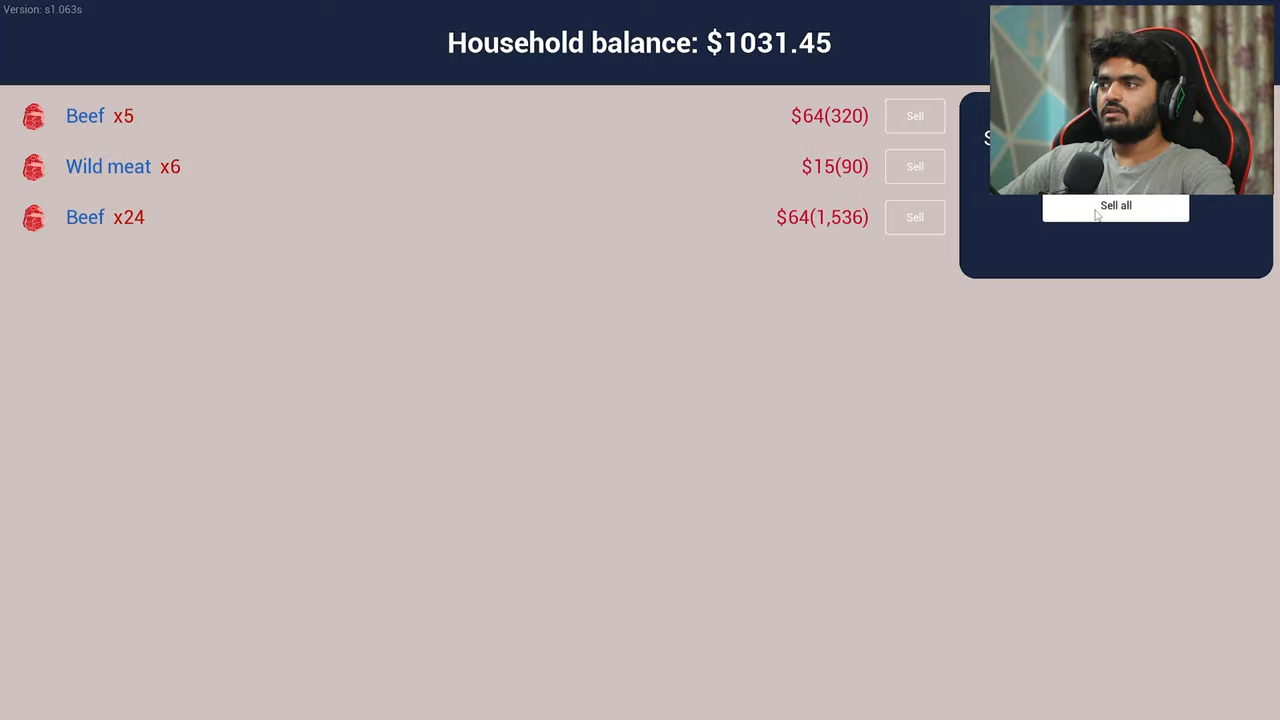 Version: s1.063s
Household balance: $1031.45
Beef x5 $64(320) Sell
Wild meat x6 $15(90) Sell
Beef x24 $64(1,536) Sell
Sell all